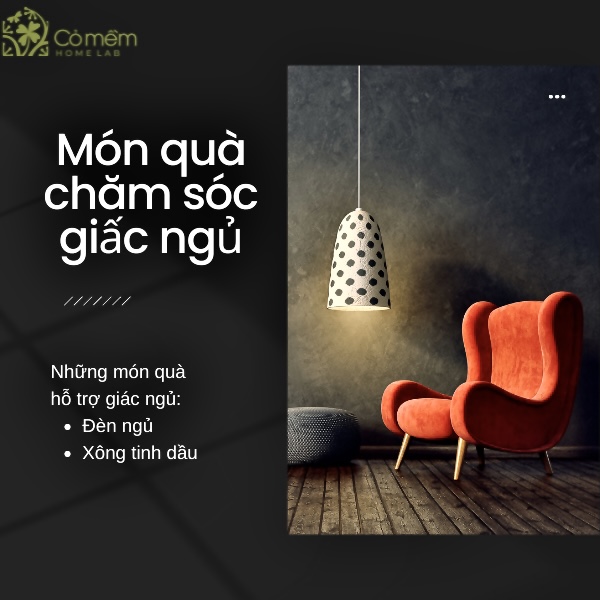 Cỏ mềm
HOME LAB
Món quà
chăm sóc
giấc ngủ
Những món quà
hỗ trợ giác ngủ:
• Đèn ngủ
• Xông tinh dầu